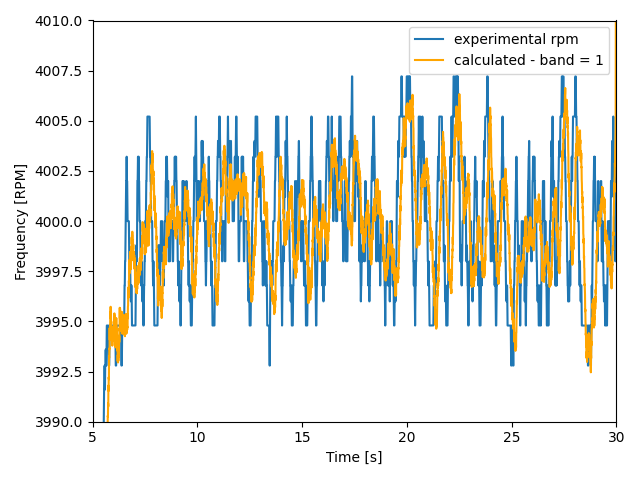 experimental rpm
calculated - band = 1
Frequency [RPM]
4010.0
4007.5
4005.0
4002.5
4000.0
3997.5
3995.0
3992.5
3990.0
5 10 15 20 25 30
Time [s]